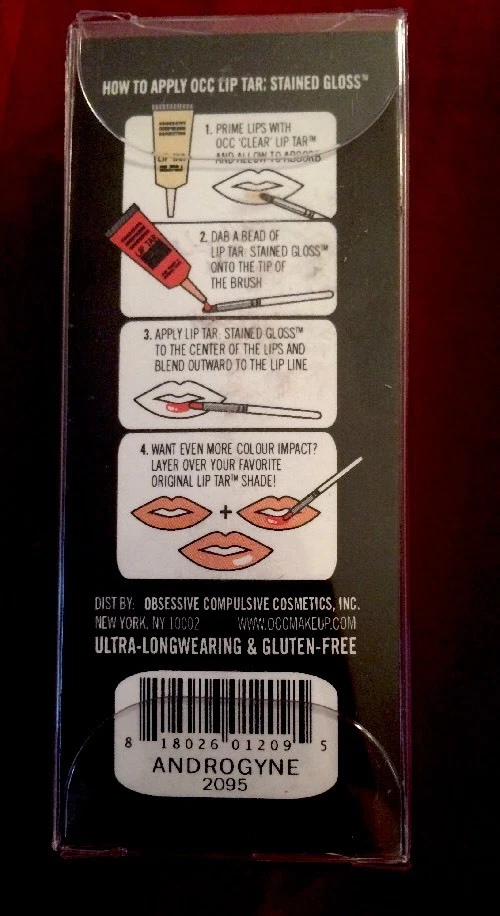 HOW TO APPLY OCC LIP TAR: STAINED GLOSS™
1. PRIME LIPS WITH
OCC 'CLEAR' LIP TAR™
AND ALLOW TO ABSORB
LIP TAR
2. DAB A BEAD OF
LIP TAR: STAINED GLOSS™
ONTO THE TIP OF
THE BRUSH
LIP TAR
3. APPLY LIP TAR: STAINED GLOSS™
TO THE CENTER OF THE LIPS AND
BLEND OUTWARD TO THE LIP LINE
4. WANT EVEN MORE COLOUR IMPACT?
LAYER OVER YOUR FAVORITE
ORIGINAL LIP TAR™ SHADE!
+
DIST BY: OBSESSIVE COMPULSIVE COSMETICS, INC.
NEW YORK, NY 10002 WWW.OCCMAKEUP.COM
ULTRA-LONGWEARING & GLUTEN-FREE
8 18026 01209 5
ANDROGYNE
2095